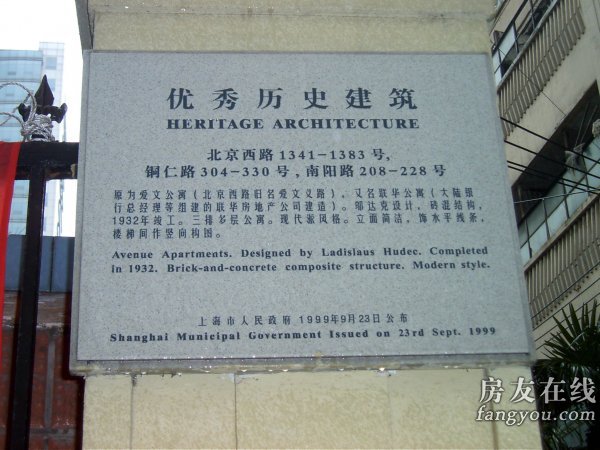 优秀历史建筑
HERITAGE ARCHITECTURE
北京西路1341-1383号,
铜仁路304-330号,南阳路208-228号
原为爱文公寓(北京西路旧名爱文义路),又名联华公寓(大陆银
行总经理等组建的联华房地产公司建造)。邬达克设计,砖混结构,
1932年竣工。三排多层公寓。现代派风格。立面简洁,饰水平线条,
楼梯间作竖向构图。
Avenue Apartments. Designed by Ladislaus Hudec. Completed
in 1932. Brick-and-concrete composite structure. Modern style.
上海市人民政府 1999年9月23日公布
Shanghai Municipal Government Issued on 23rd Sept. 1999
房友在线
fangyou.com